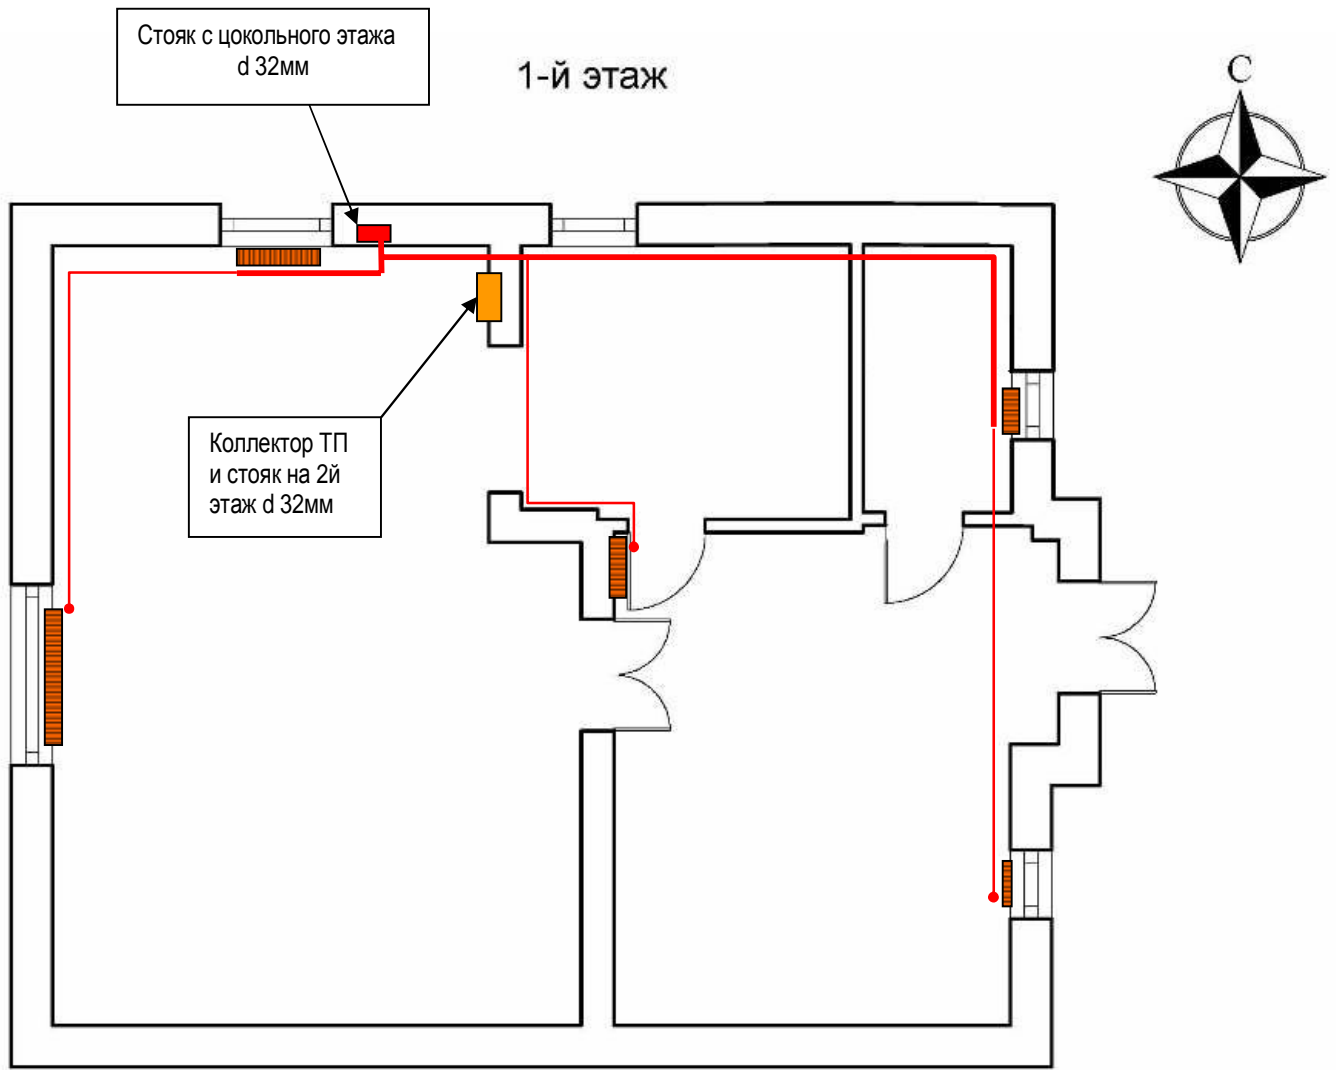 Стояк с цокольного этажа
d 32мм
1-й этаж
С
Коллектор ТП
и стояк на 2й
этаж d 32мм